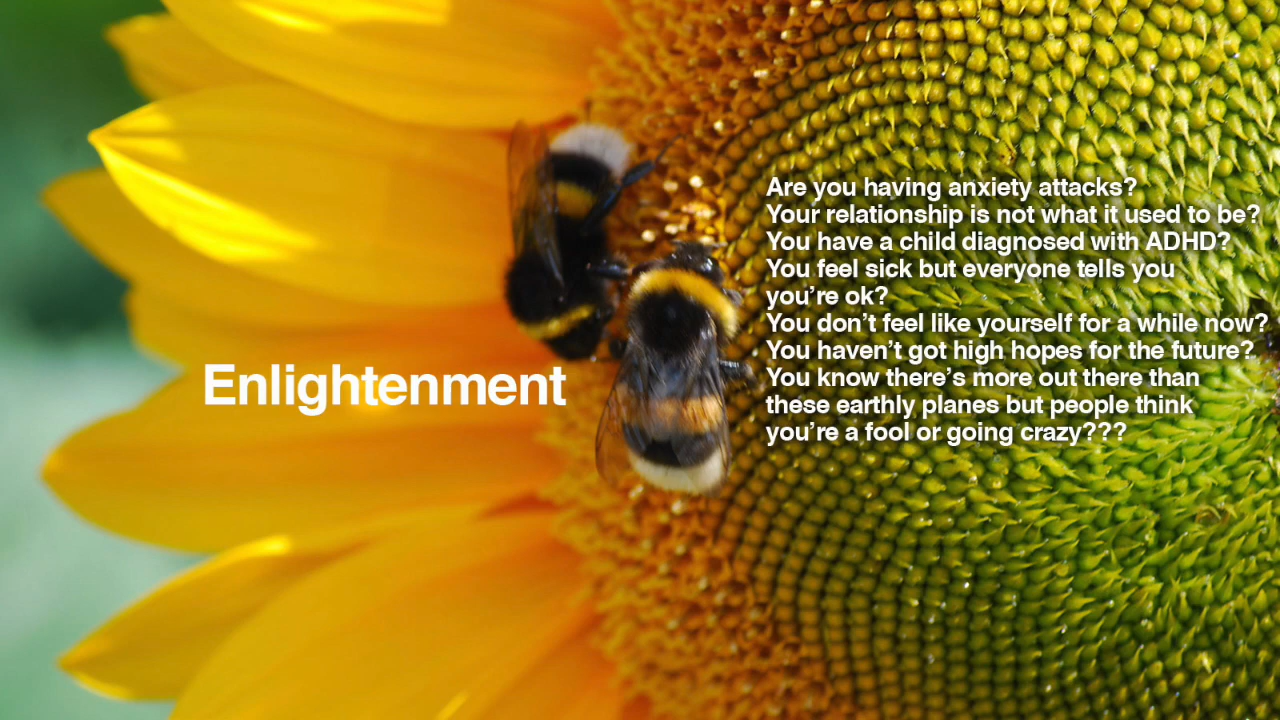 Enlightenment
Are you having anxiety attacks?
Your relationship is not what it used to be?
You have a child diagnosed with ADHD?
You feel sick but everyone tells you
you’re ok?
You don’t feel like yourself for a while now?
You haven’t got high hopes for the future?
You know there’s more out there than
these earthly planes but people think
you’re a fool or going crazy???